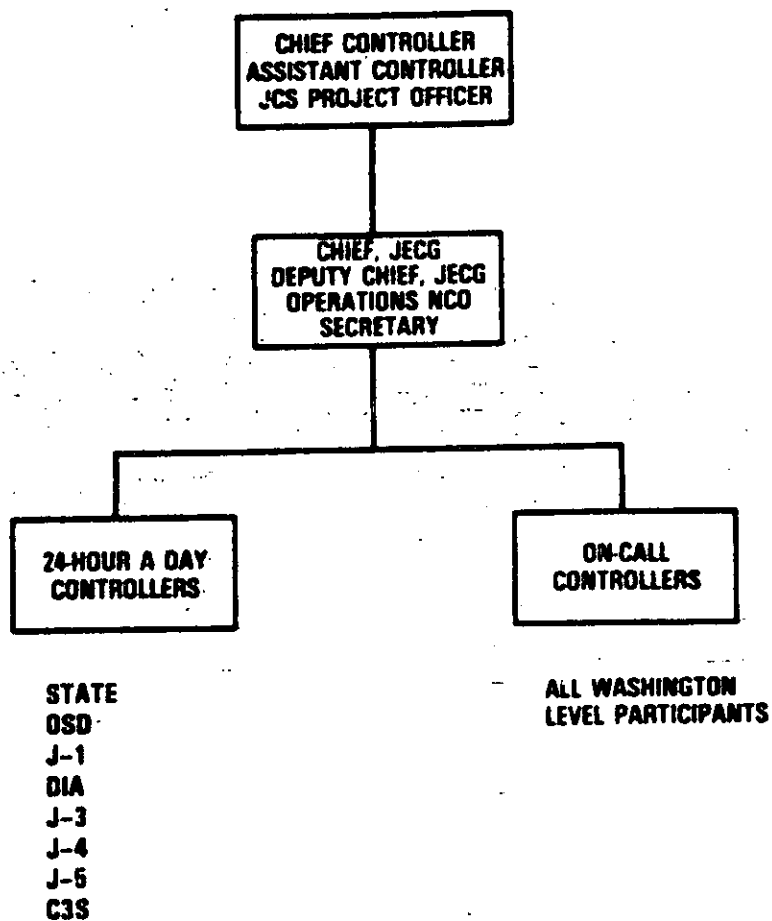 CHIEF CONTROLLER
ASSISTANT CONTROLLER
JCS PROJECT OFFICER
CHIEF, JECG
DEPUTY CHIEF, JECG
OPERATIONS NCO
SECRETARY
24-HOUR A DAY
CONTROLLERS
ON-CALL
CONTROLLERS
STATE
OSD
J-1
DIA
J-3
J-4
J-5
C3S
ALL WASHINGTON
LEVEL PARTICIPANTS